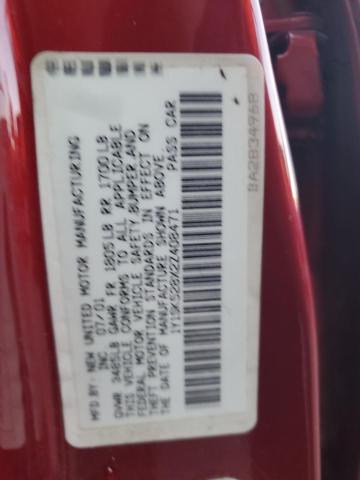 MFD BY: NEW UNITED MOTOR MANUFACTURING
INC 07/01
GVWR 3485LB GAWR FR 1805LB RR 1700LB
THIS VEHICLE CONFORMS TO ALL APPLICABLE
FEDERAL MOTOR VEHICLE SAFETY, BUMPER, AND
THEFT PREVENTION STANDARDS IN EFFECT ON
THE DATE OF MANUFACTURE SHOWN ABOVE.
1Y1SK528X2Z408471 PASS CAR
BA2834968